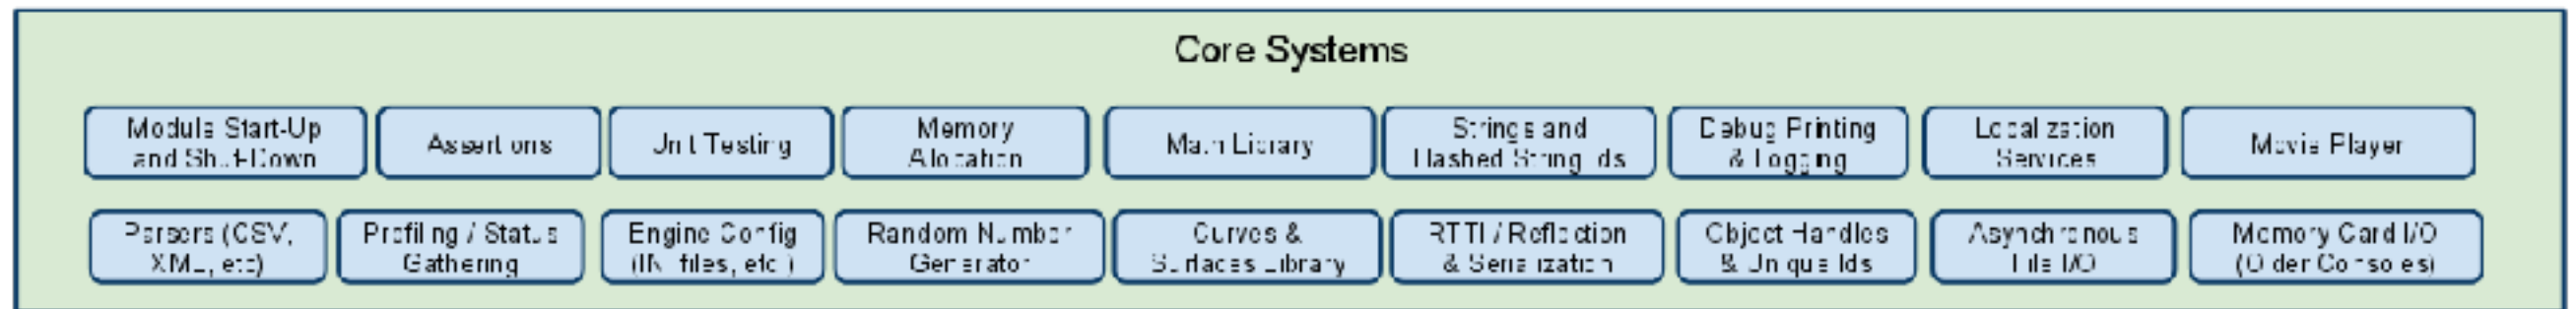 Core Systems
Module Start-Up
and Shut-Down
Assertions
Unit Testing
Memory
Allocation
Math Library
Strings and
Hashed String Ids
Debug Printing
& Logging
Localization
Services
Movie Player
Parsers (CSV,
XML, etc)
Profiling / Status
Gathering
Engine Config
(INI files, etc.)
Random Number
Generator
Curves &
Surfaces Library
RTTI / Reflection
& Serialization
Object Handles
& Unique Ids
Asynchronous
File I/O
Memory Card I/O
(Older Consoles)